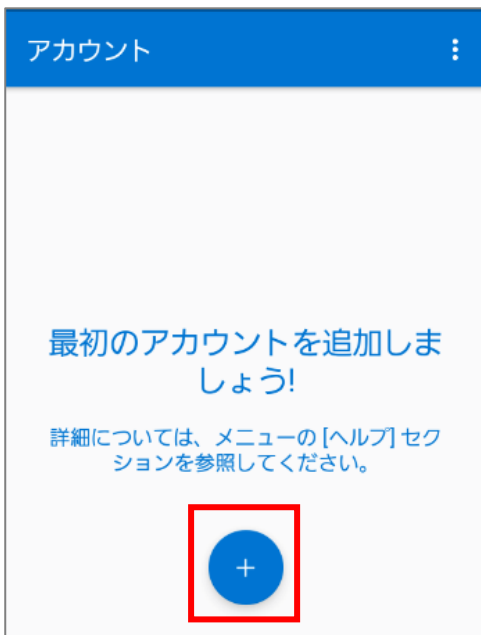 アカウント
最初のアカウントを追加しま
しょう!
詳細については、メニューの [ヘルプ] セク
ションを参照してください。
+